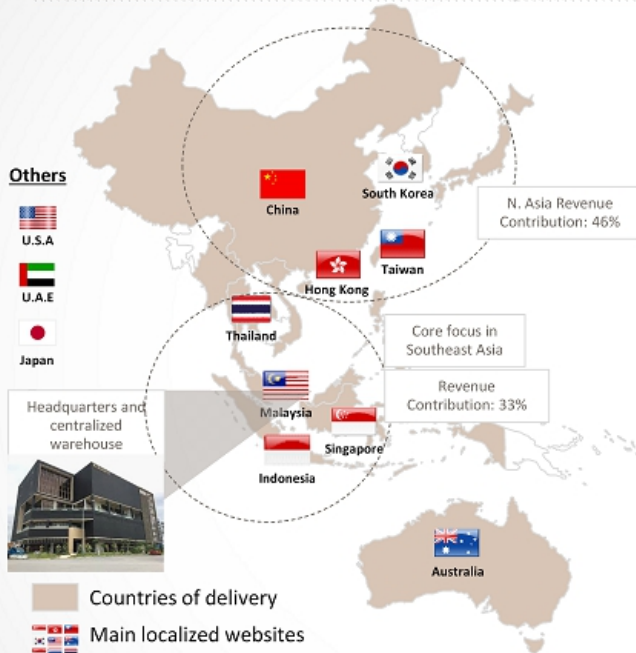 Others
U.S.A
U.A.E
Japan
China
South Korea
N. Asia Revenue
Contribution: 46%
Taiwan
Hong Kong
Thailand
Core focus in
Southeast Asia
Revenue
Contribution: 33%
Malaysia
Singapore
Indonesia
Headquarters and
centralized
warehouse
Australia
Countries of delivery
Main localized websites